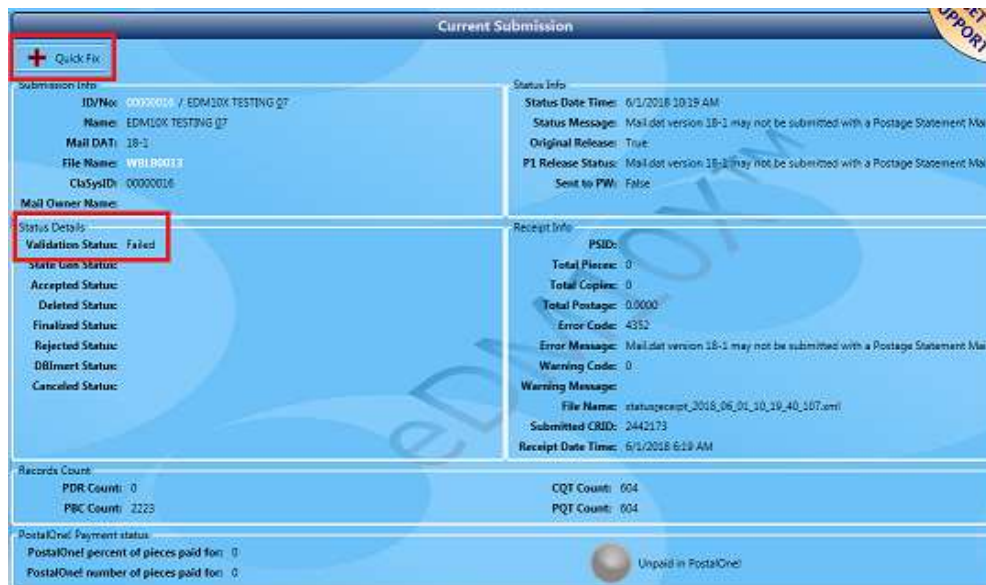 Current Submission
UPPORT
Quick Fix
Submission Info
ID/No: 00000016 / EDM10X TESTING 07
Name: EDM10X TESTING 07
Mail DAT: 18-1
File Name: WBLB0013
ClaSysID: 00000016
Mail Owner Name:
Status Info
Status Date Time: 6/1/2018 10:19 AM
Status Message: Mail.dat version 18-1 may not be submitted with a Postage Statement Mai
Original Release: True
P1 Release Status: Mail.dat version 18-1 may not be submitted with a Postage Statement Mai
Sent to PW: False
Status Details
Validation Status: Failed
State Gen Status:
Accepted Status:
Deleted Status:
Finalized Status:
Rejected Status:
DBInsert Status:
Canceled Status:
Receipt Info
PSID:
Total Pieces: 0
Total Copies: 0
Total Postage: 0.0000
Error Code: 4352
Error Message: Mail.dat version 18-1 may not be submitted with a Postage Statement Mai
Warning Code: 0
Warning Message:
File Name: statusreceipt_2018_06_01_10_19_40_107.xml
Submitted CRID: 2442173
Receipt Date Time: 6/1/2018 6:19 AM
eDM10X™
Records Count
PDR Count: 0
PBC Count: 2223
CQT Count: 604
PQT Count: 604
PostalOne! Payment status
PostalOne! percent of pieces paid for: 0
PostalOne! number of pieces paid for: 0
Unpaid in PostalOne!